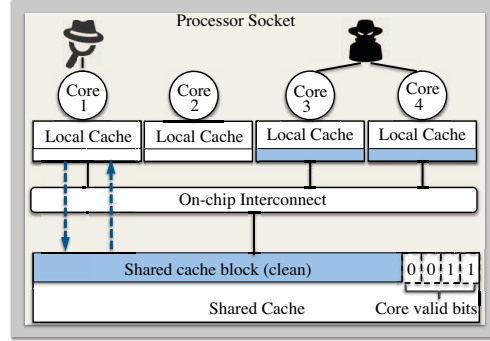 Processor Socket
Core 1
Core 2
Core 3
Core 4
Local Cache
Local Cache
Local Cache
Local Cache
On-chip Interconnect
Shared cache block (clean)
0 0 1 1
Shared Cache
Core valid bits